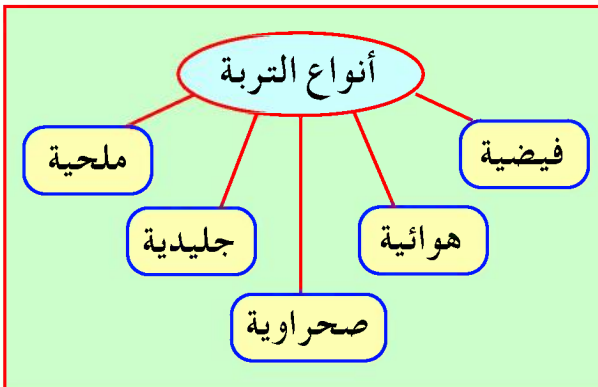 أنواع التربة
فيضية
هوائية
صحراوية
جليدية
ملحية